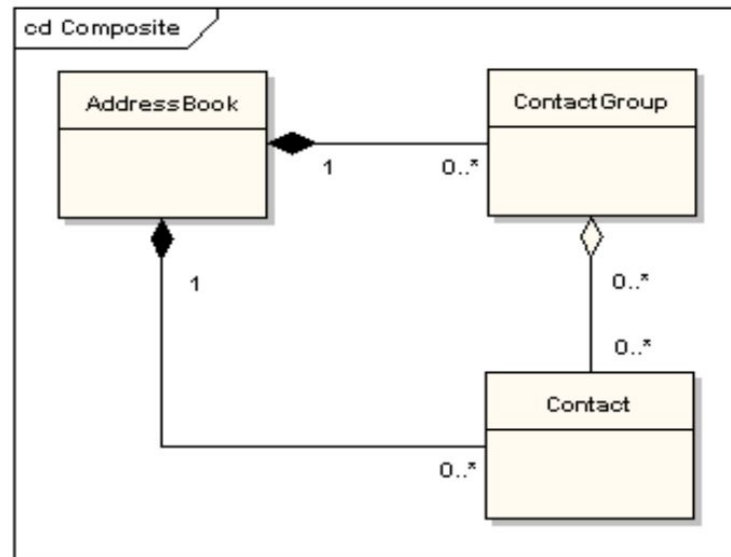 cd Composite
AddressBook
ContactGroup
1
0..*
1
0..*
0..*
Contact
0..*